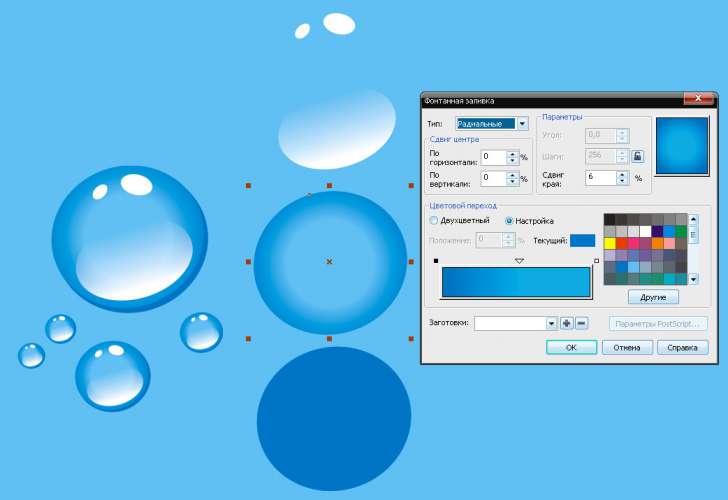 Фонтанная заливка
Тип: Радиальные
Сдвиг центра
По горизонтали: 0 %
По вертикали: 0 %
Параметры
Угол: 0,0
Шаги: 256
Сдвиг края: 6 %
Цветовой переход
Двухцветный Настройка
Положение: 0 % Текущий:
Другие
Заготовки: Параметры PostScript...
OK Отмена Справка